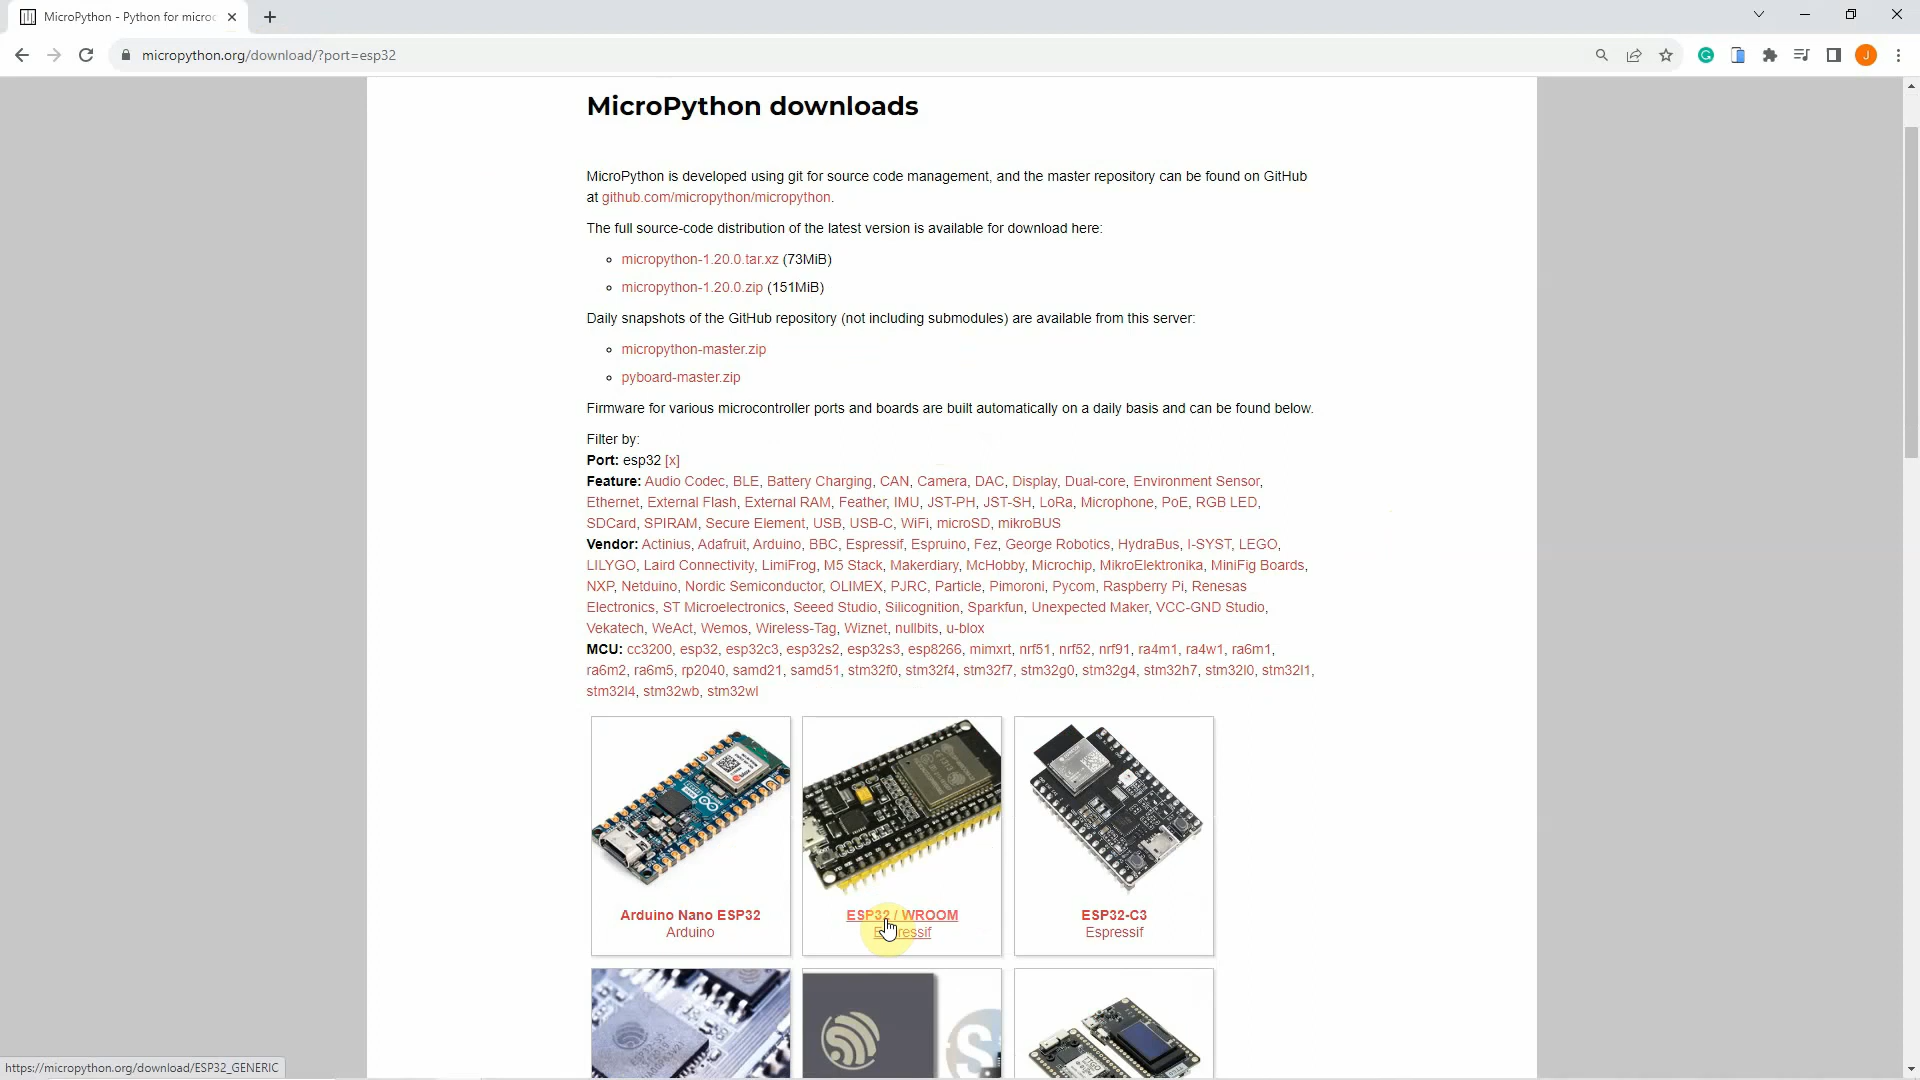 MicroPython - Python for microc
micropython.org/download/?port=esp32
J
MicroPython downloads
MicroPython is developed using git for source code management, and the master repository can be found on GitHub
at github.com/micropython/micropython.
The full source-code distribution of the latest version is available for download here:
micropython-1.20.0.tar.xz (73MiB)
micropython-1.20.0.zip (151MiB)
Daily snapshots of the GitHub repository (not including submodules) are available from this server:
micropython-master.zip
pyboard-master.zip
Firmware for various microcontroller ports and boards are built automatically on a daily basis and can be found below.
Filter by:
Port: esp32 [x]
Feature: Audio Codec, BLE, Battery Charging, CAN, Camera, DAC, Display, Dual-core, Environment Sensor,
Ethernet, External Flash, External RAM, Feather, IMU, JST-PH, JST-SH, LoRa, Microphone, PoE, RGB LED,
SDCard, SPIRAM, Secure Element, USB, USB-C, WiFi, microSD, mikroBUS
Vendor: Actinius, Adafruit, Arduino, BBC, Espressif, Espruino, Fez, George Robotics, HydraBus, I-SYST, LEGO,
LILYGO, Laird Connectivity, LimiFrog, M5 Stack, Makerdiary, McHobby, Microchip, MikroElektronika, MiniFig Boards,
NXP, Netduino, Nordic Semiconductor, OLIMEX, PJRC, Particle, Pimoroni, Pycom, Raspberry Pi, Renesas
Electronics, ST Microelectronics, Seeed Studio, Silicognition, Sparkfun, Unexpected Maker, VCC-GND Studio,
Vekatech, WeAct, Wemos, Wireless-Tag, Wiznet, nullbits, u-blox
MCU: cc3200, esp32, esp32c3, esp32s2, esp32s3, esp8266, mimxrt, nrf51, nrf52, nrf91, ra4m1, ra4w1, ra6m1,
ra6m2, ra6m5, rp2040, samd21, samd51, stm32f0, stm32f4, stm32f7, stm32g0, stm32g4, stm32h7, stm32l0, stm32l1,
stm32l4, stm32wb, stm32wl
Arduino Nano ESP32
Arduino
ESP32 / WROOM
Espressif
ESP32-C3
Espressif
https://micropython.org/download/ESP32_GENERIC